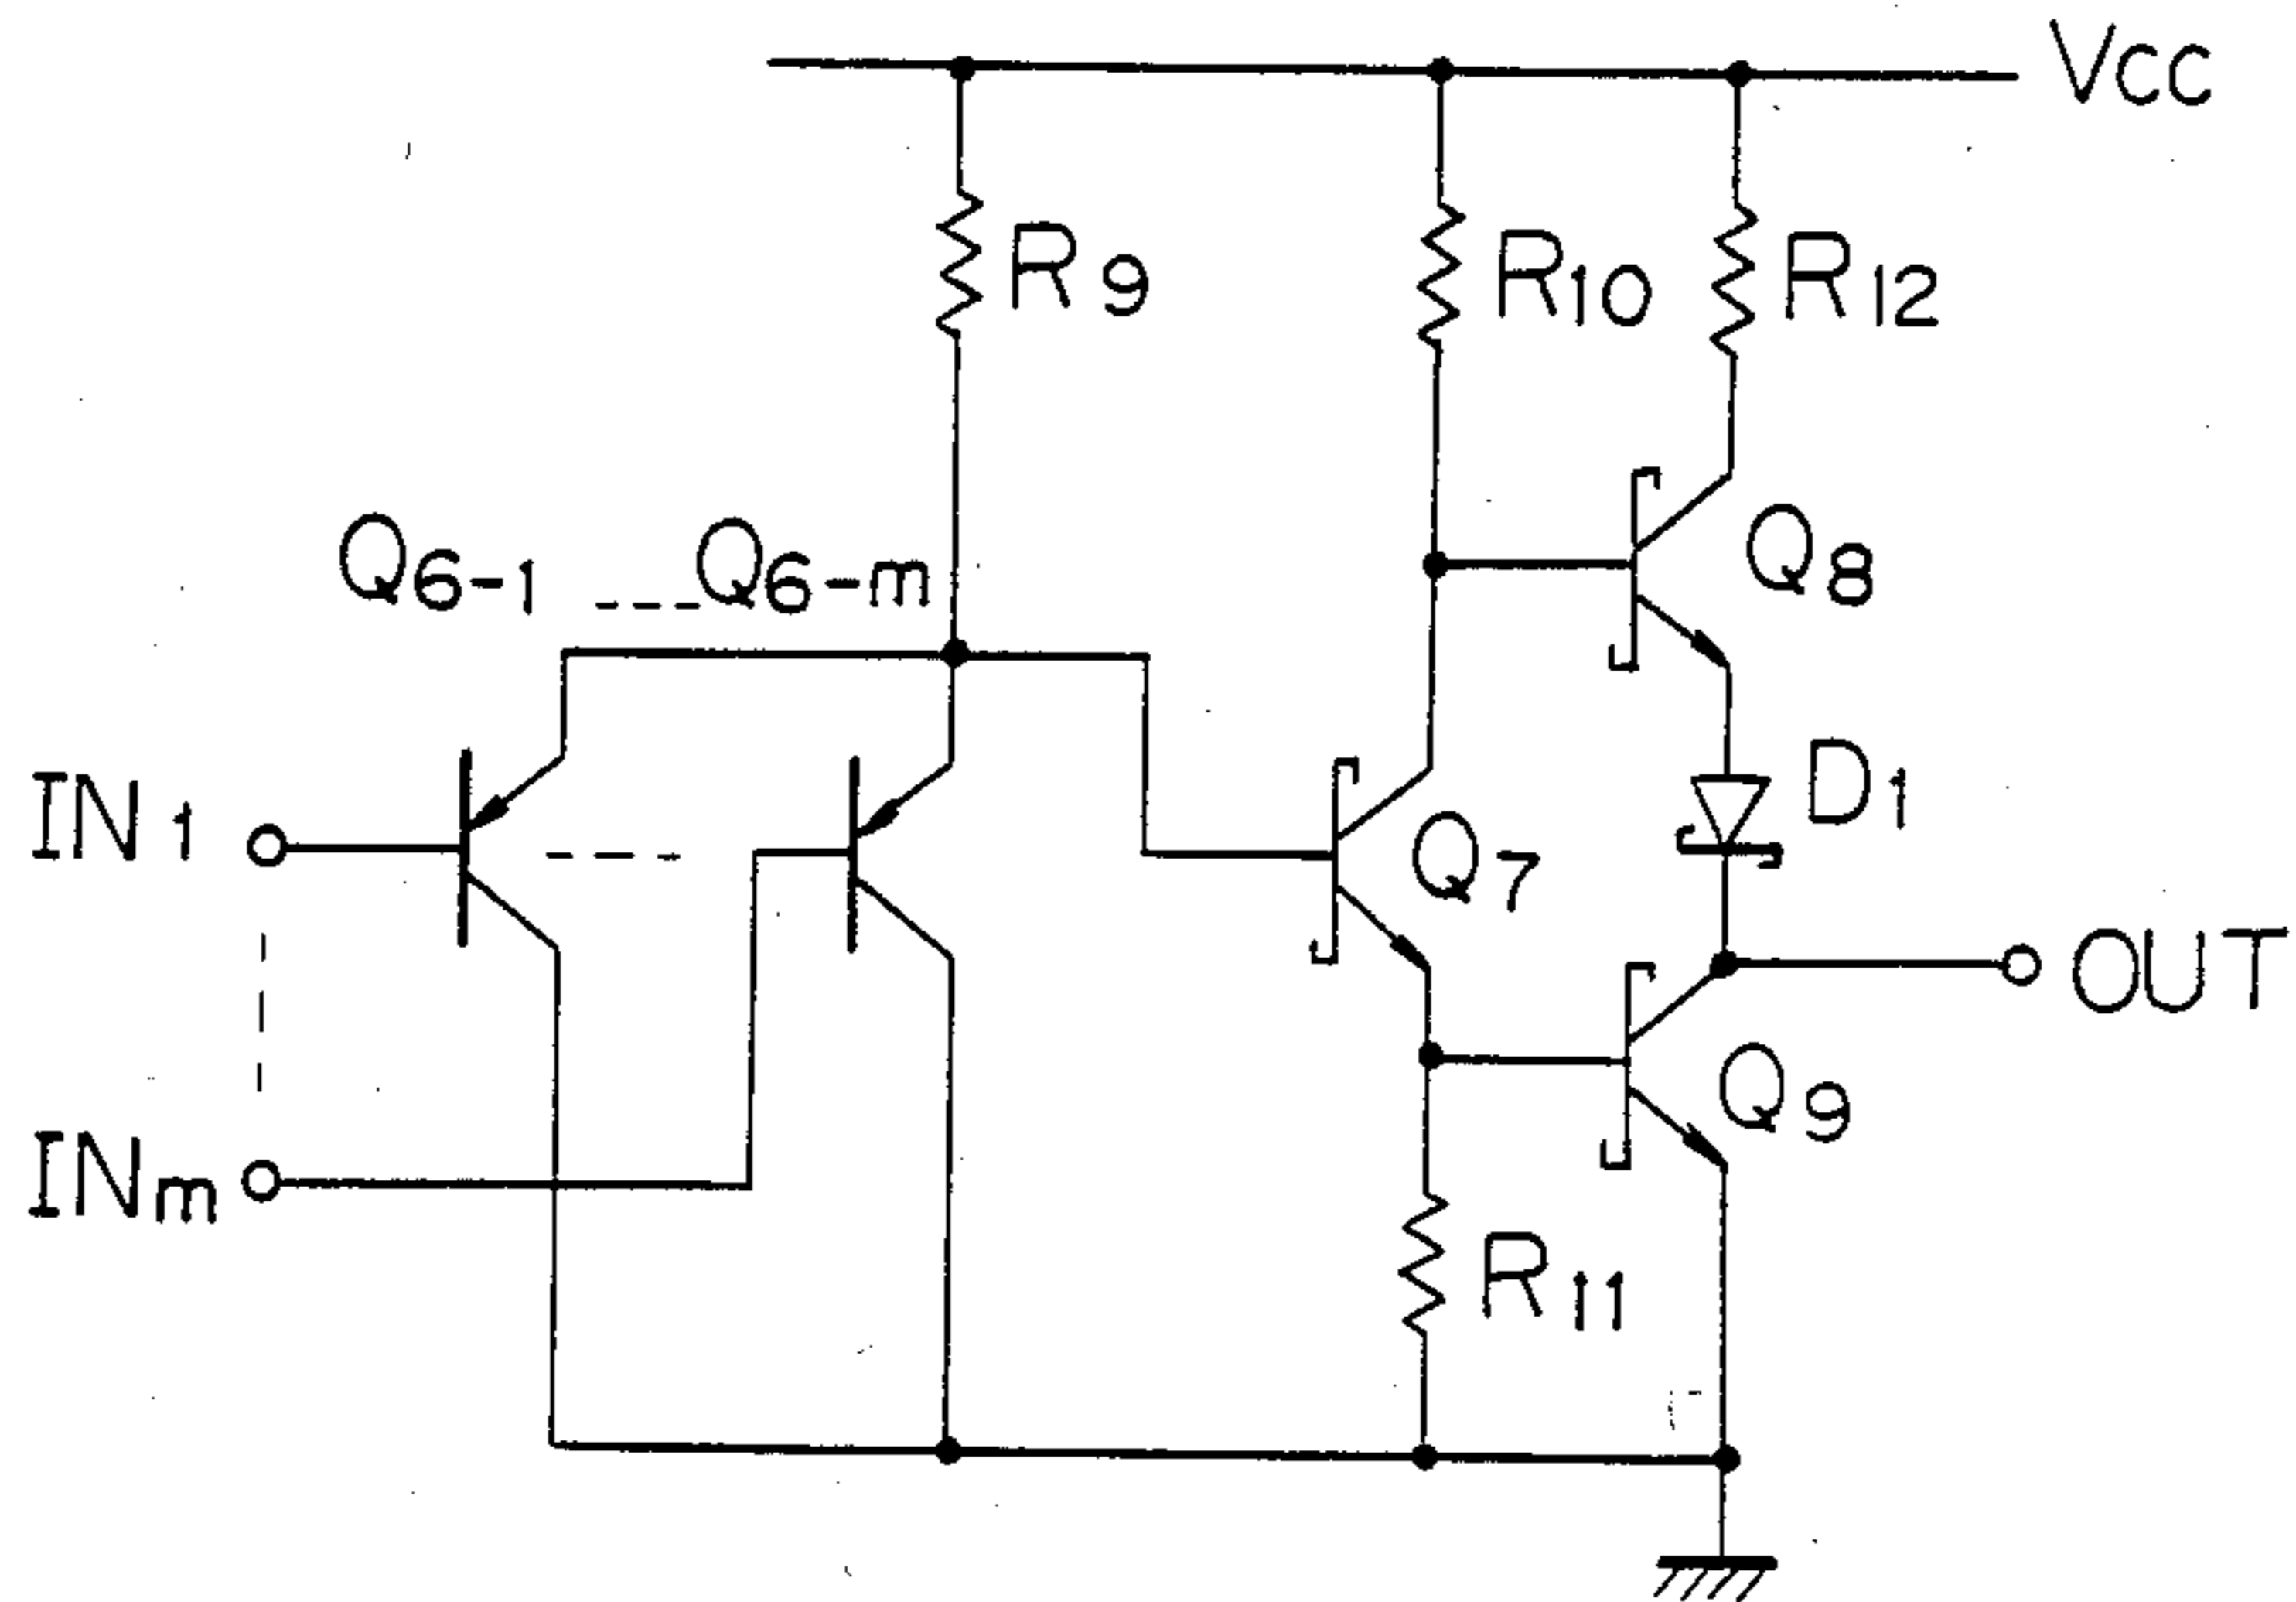 Vcc
R9
R10
R12
Q6-1 --- Q6-m
Q8
IN1
D1
Q7
OUT
Q9
INm
R11